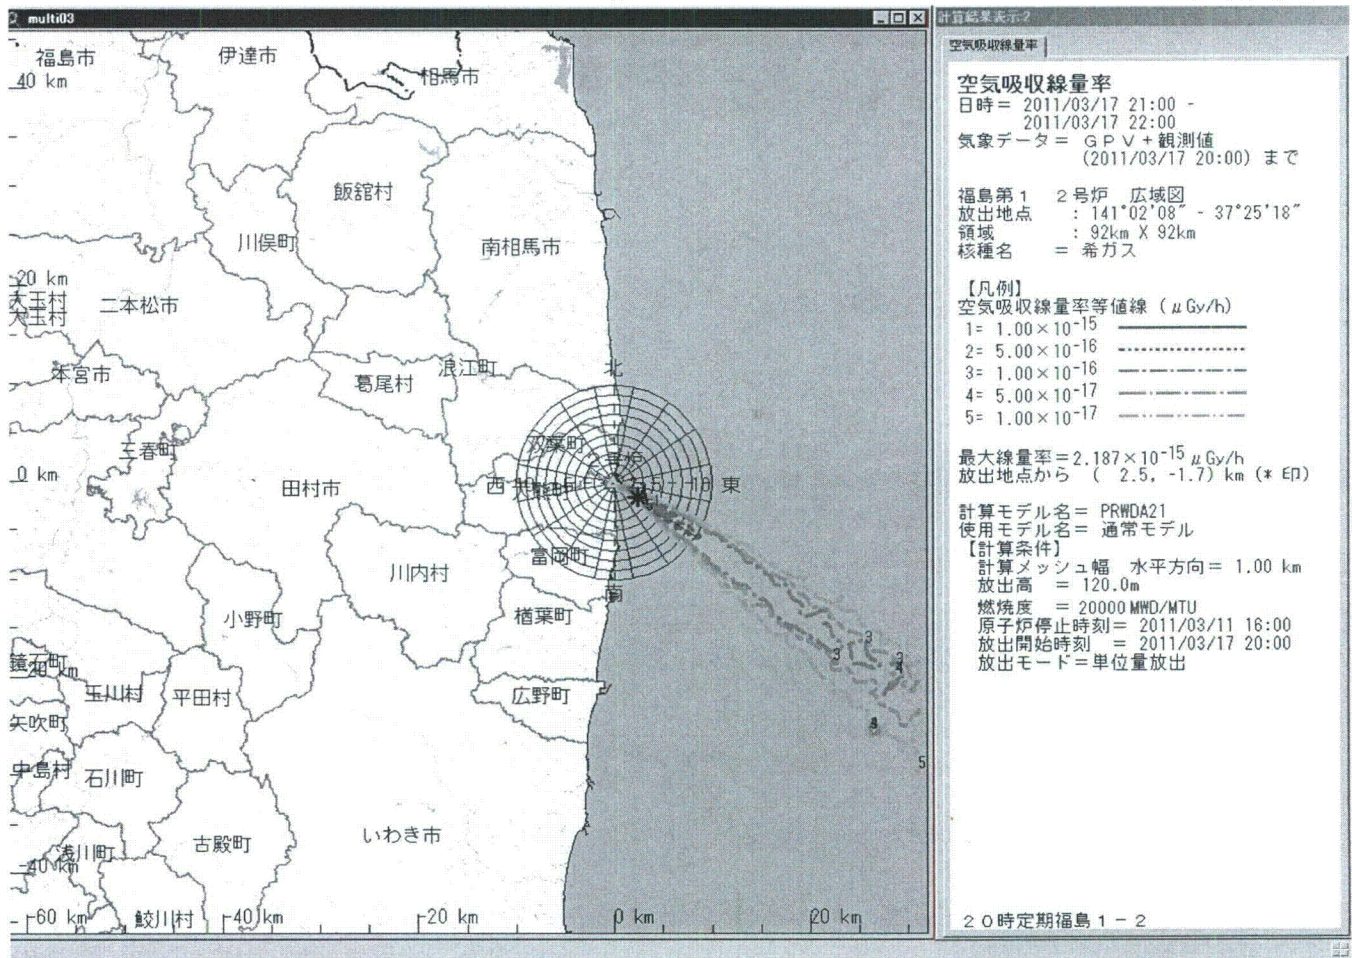 multi03
福島市
伊達市
相馬市
40 km
飯舘村
川俣町
南相馬市
20 km
大玉村
大玉村
二本松市
本宮市
葛尾村
浪江町
北
三春町
双葉町
0 km
田村市
西
東
富岡町
川内村
南
小野町
楢葉町
3
3
3
4
鏡石町
-20 km
玉川村
平田村
広野町
矢吹町
中島村
石川町
5
いわき市
古殿町
浅川町
-40 km
鮫川村
-60 km
-40 km
-20 km
0 km
20 km
計算結果表示-2
空気吸収線量率
空気吸収線量率
日時= 2011/03/17 21:00 -
2011/03/17 22:00
気象データ= GPV+観測値
(2011/03/17 20:00) まで
福島第1 2号炉 広域図
放出地点 : 141°02'08" - 37°25'18"
領域 : 92km X 92km
核種名 = 希ガス
【凡例】
空気吸収線量率等値線 (μGy/h)
1= 1.00×10⁻¹⁵
2= 5.00×10⁻¹⁶
3= 1.00×10⁻¹⁶
4= 5.00×10⁻¹⁷
5= 1.00×10⁻¹⁷
最大線量率=2.187×10⁻¹⁵μGy/h
放出地点から ( 2.5, -1.7) km (* 印)
計算モデル名= PRWDA21
使用モデル名= 通常モデル
【計算条件】
計算メッシュ幅 水平方向= 1.00 km
放出高 = 120.0m
燃焼度 = 20000MWD/MTU
原子炉停止時刻= 2011/03/11 16:00
放出開始時刻 = 2011/03/17 20:00
放出モード=単位量放出
20時定期福島1-2